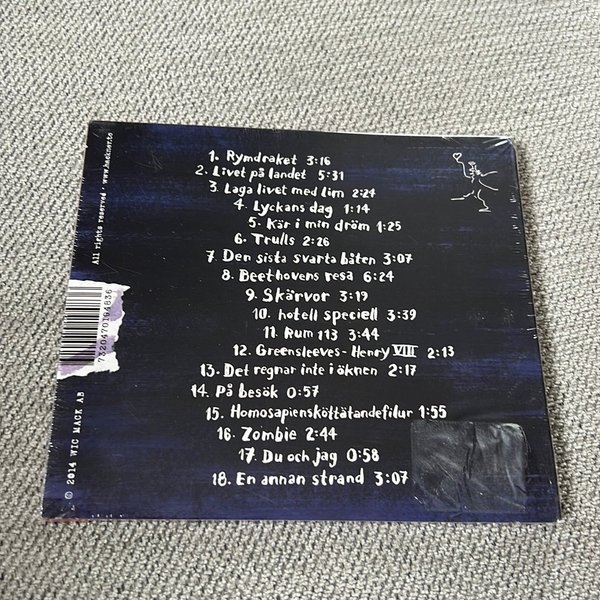 1. Rymdraket 3:16
2. Livet på landet 5:31
3. Laga livet med lim 2:24
4. Lyckans dag 1:14
5. Kär i min dröm 1:25
6. Trulls 2:26
7. Den sista svarta båten 3:07
8. Beethovens resa 6:24
9. Skärvor 3:19
10. hotell speciell 3:39
11. Rum 113 3:44
12. Greensleeves - Henry VIII 2:13
13. Det regnar inte i öknen 2:17
14. På besök 0:57
15. Homosapiensköttätandefilur 1:55
16. Zombie 2:44
17. Du och jag 0:58
18. En annan strand 3:07
© 2014 WIC MACK AB
7320470194836
All rights reserved · www.hackner.to